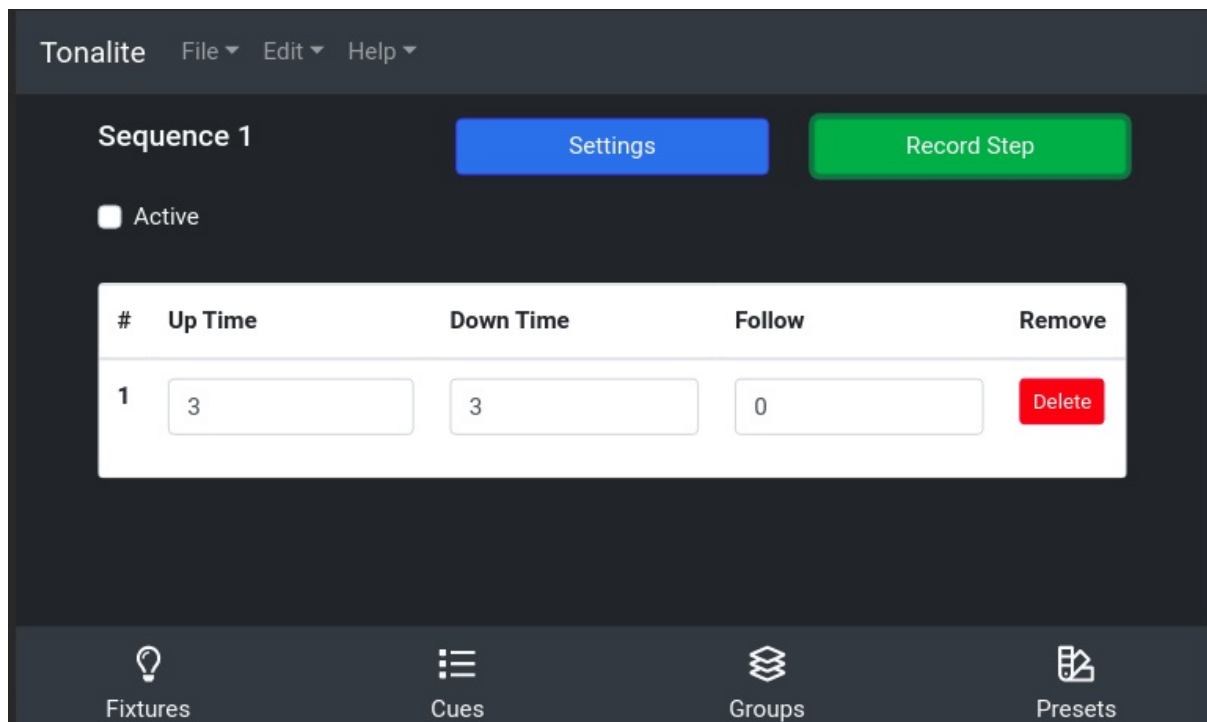 Tonalite File Edit Help
Sequence 1 Settings Record Step
Active
# Up Time Down Time Follow Remove
1 3 3 0 Delete
Fixtures Cues Groups Presets